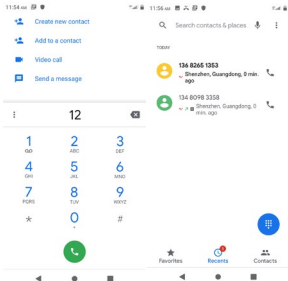 11:54 AM
Create new contact
Add to a contact
Video call
Send a message
12
1
2 ABC
3 DEF
4 GHI
5 JKL
6 MNO
7 PQRS
8 TUV
9 WXYZ
*
0 +
#
11:56 AM
Search contacts & places
TODAY
136 8265 1353
Shenzhen, Guangdong, 0 min. ago
134 8098 3358
Shenzhen, Guangdong, 0 min. ago
Favorites
Recents
Contacts